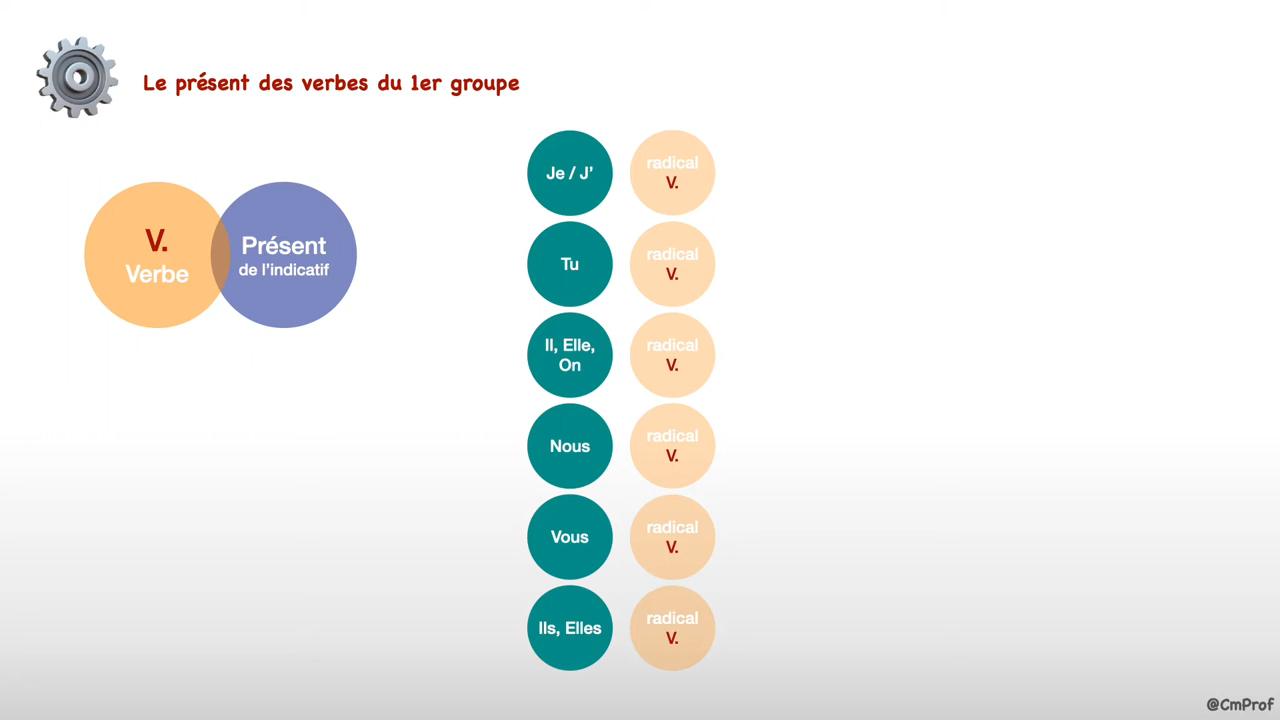 Le présent des verbes du 1er groupe
V.
Verbe
Présent
de l'indicatif
Je / J'
radical
V.
Tu
radical
V.
Il, Elle,
On
radical
V.
Nous
radical
V.
Vous
radical
V.
Ils, Elles
radical
V.
@CmProf